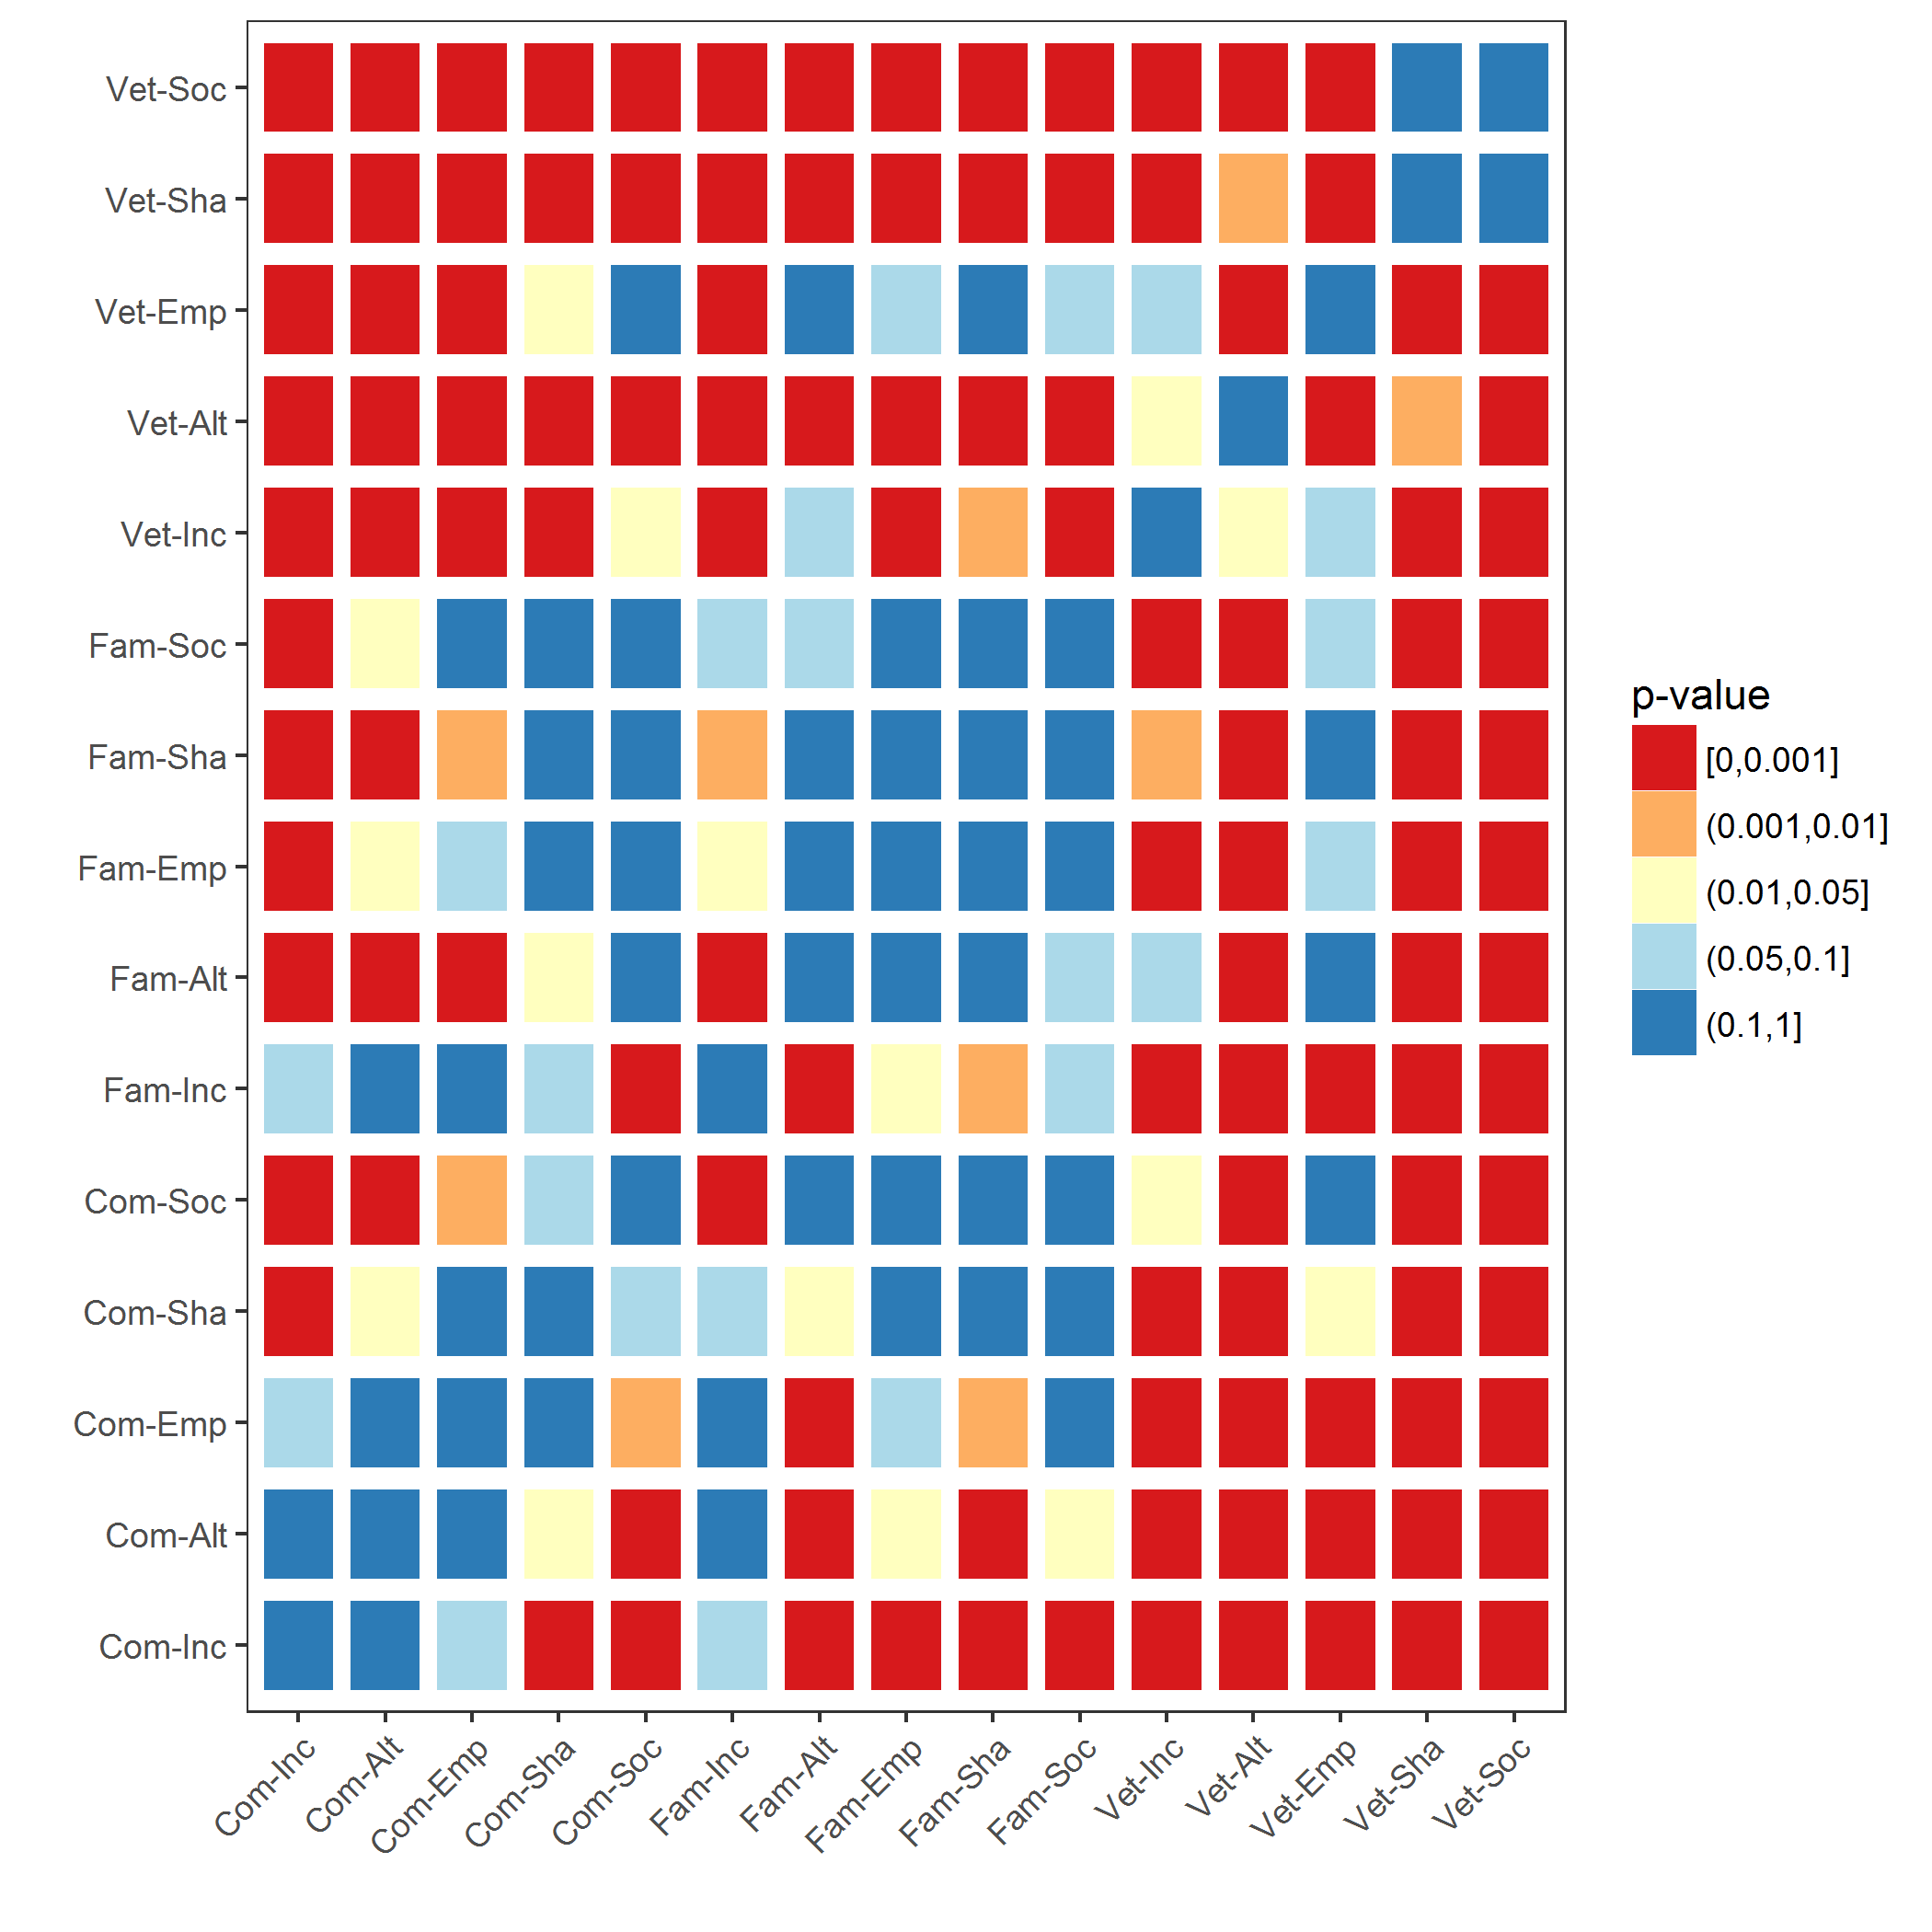 Vet-Soc
Vet-Sha
Vet-Emp
Vet-Alt
Vet-Inc
Fam-Soc
Fam-Sha
Fam-Emp
Fam-Alt
Fam-Inc
Com-Soc
Com-Sha
Com-Emp
Com-Alt
Com-Inc
Com-Inc
Com-Alt
Com-Emp
Com-Sha
Com-Soc
Fam-Inc
Fam-Alt
Fam-Emp
Fam-Sha
Fam-Soc
Vet-Inc
Vet-Alt
Vet-Emp
Vet-Sha
Vet-Soc
p-value
[0,0.001]
(0.001,0.01]
(0.01,0.05]
(0.05,0.1]
(0.1,1]